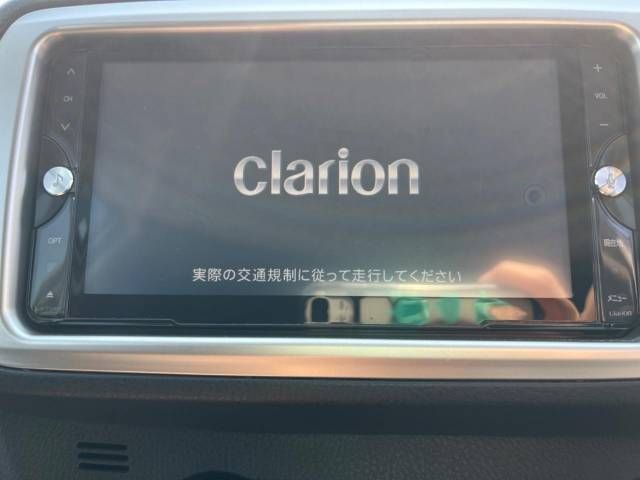 CH
VOL
clarion
OPT
現在地
実際の交通規制に従って走行してください
メニュー
Clarion